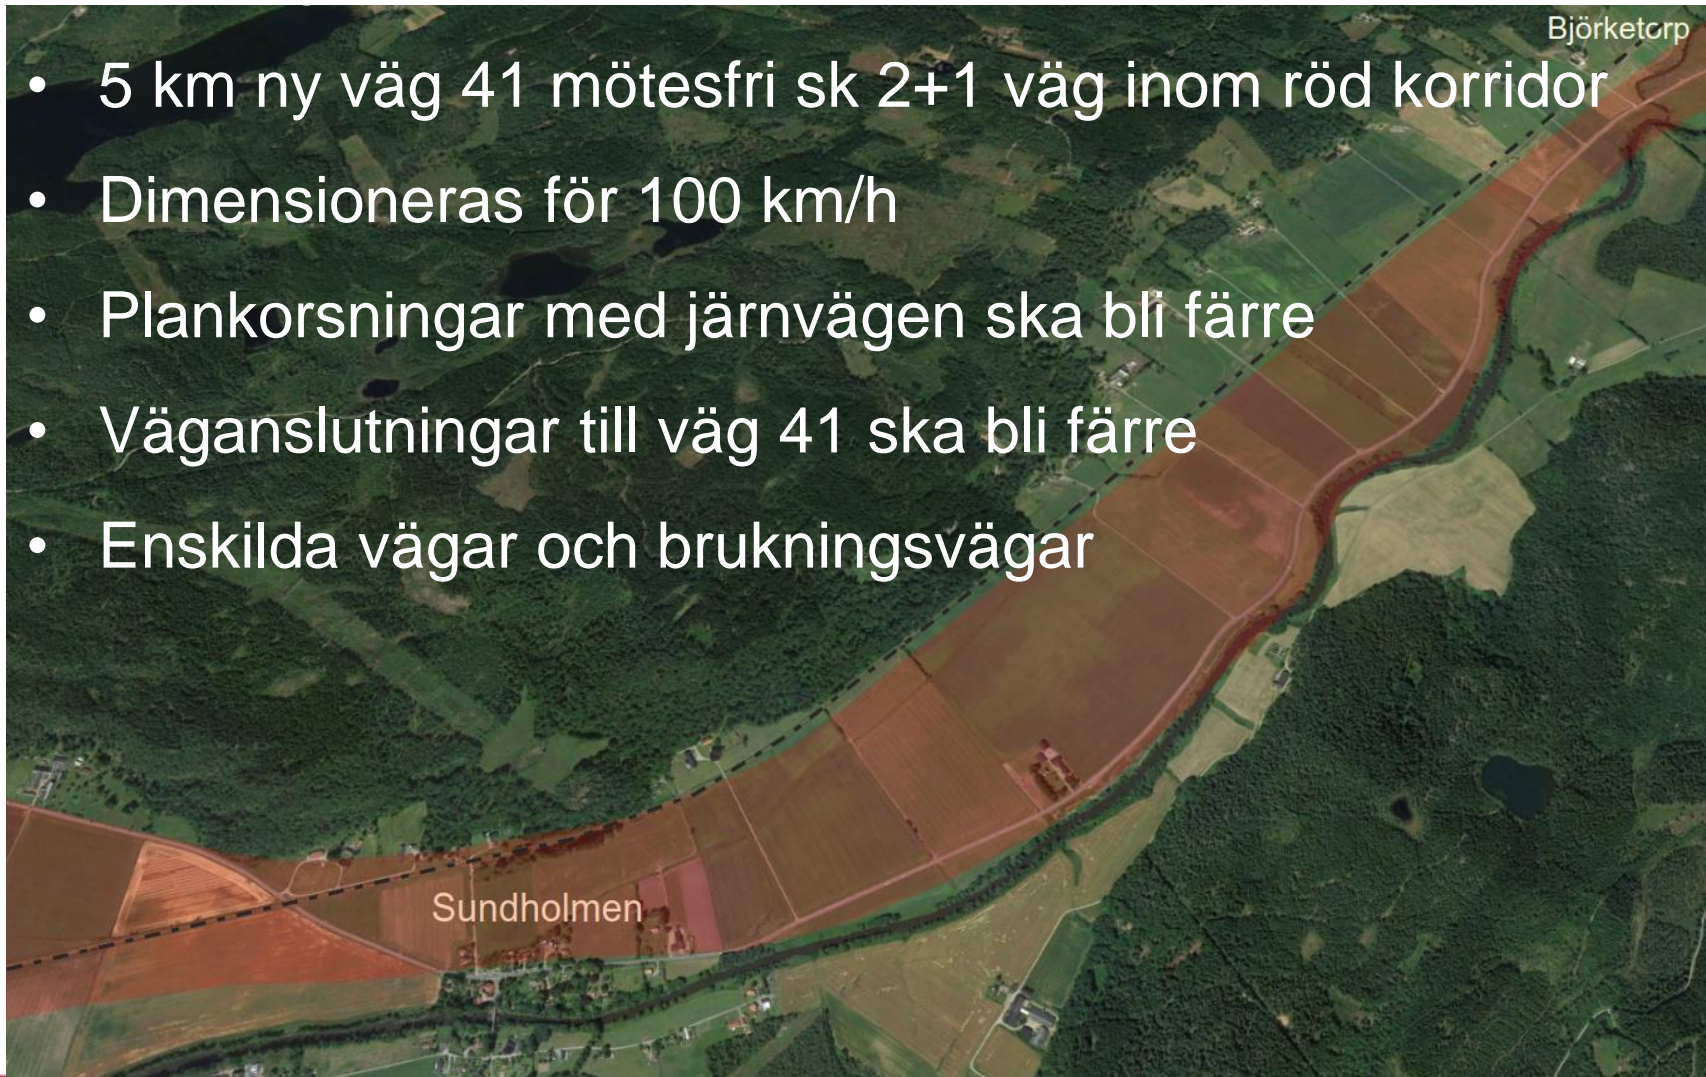 Björketorp
• 5 km ny väg 41 mötesfri sk 2+1 väg inom röd korridor
• Dimensioneras för 100 km/h
• Plankorsningar med järnvägen ska bli färre
• Väganslutningar till väg 41 ska bli färre
• Enskilda vägar och brukningsvägar
Sundholmen